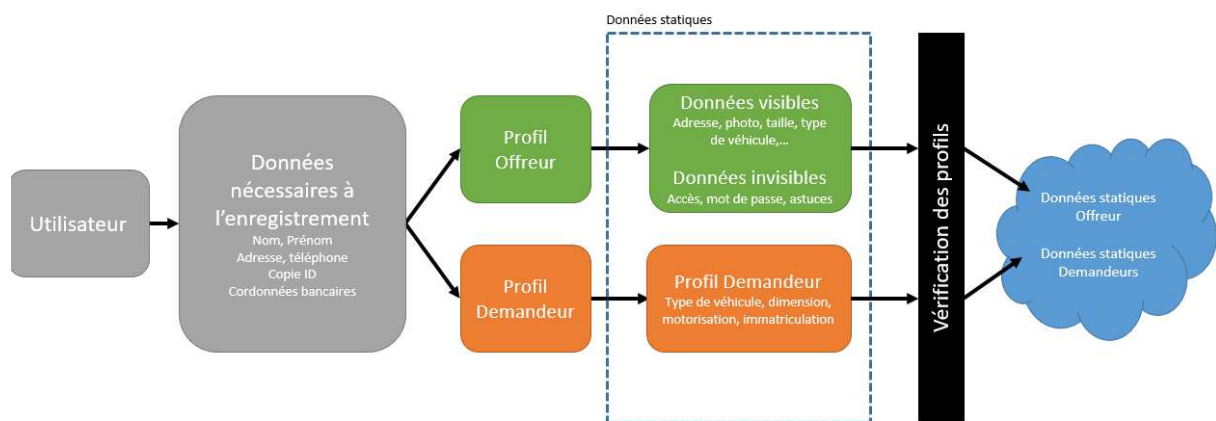 Données statiques
Utilisateur
Données
nécessaires à
l’enregistrement
Nom, Prénom
Adresse, téléphone
Copie ID
Cordonnées bancaires
Profil
Offreur
Profil
Demandeur
Données visibles
Adresse, photo, taille, type
de véhicule,...
Données invisibles
Accès, mot de passe, astuces
Profil Demandeur
Type de véhicule, dimension,
motorisation, immatriculation
Vérification des profils
Données statiques
Offreur
Données statiques
Demandeurs